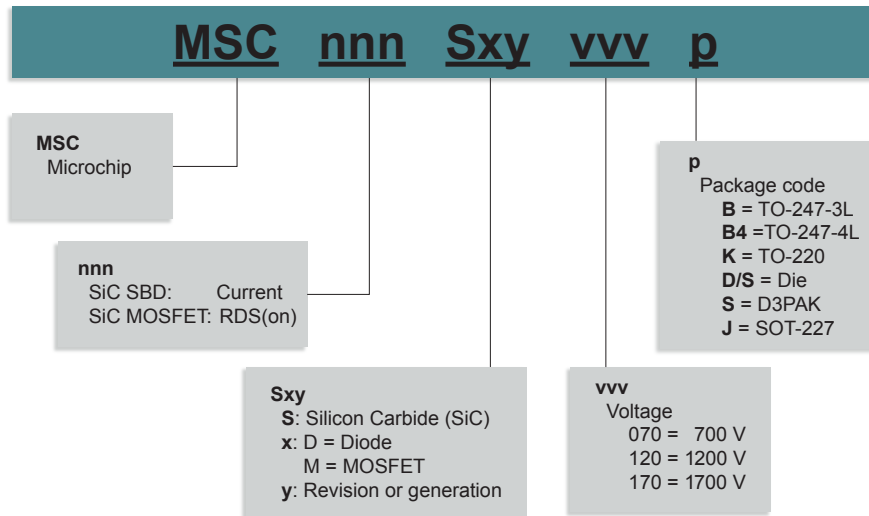 MSC nnn Sxy vvv p
MSC
Microchip
nnn
SiC SBD: Current
SiC MOSFET: RDS(on)
Sxy
S: Silicon Carbide (SiC)
x: D = Diode
M = MOSFET
y: Revision or generation
vvv
Voltage
070 = 700 V
120 = 1200 V
170 = 1700 V
p
Package code
B = TO-247-3L
B4 =TO-247-4L
K = TO-220
D/S = Die
S = D3PAK
J = SOT-227